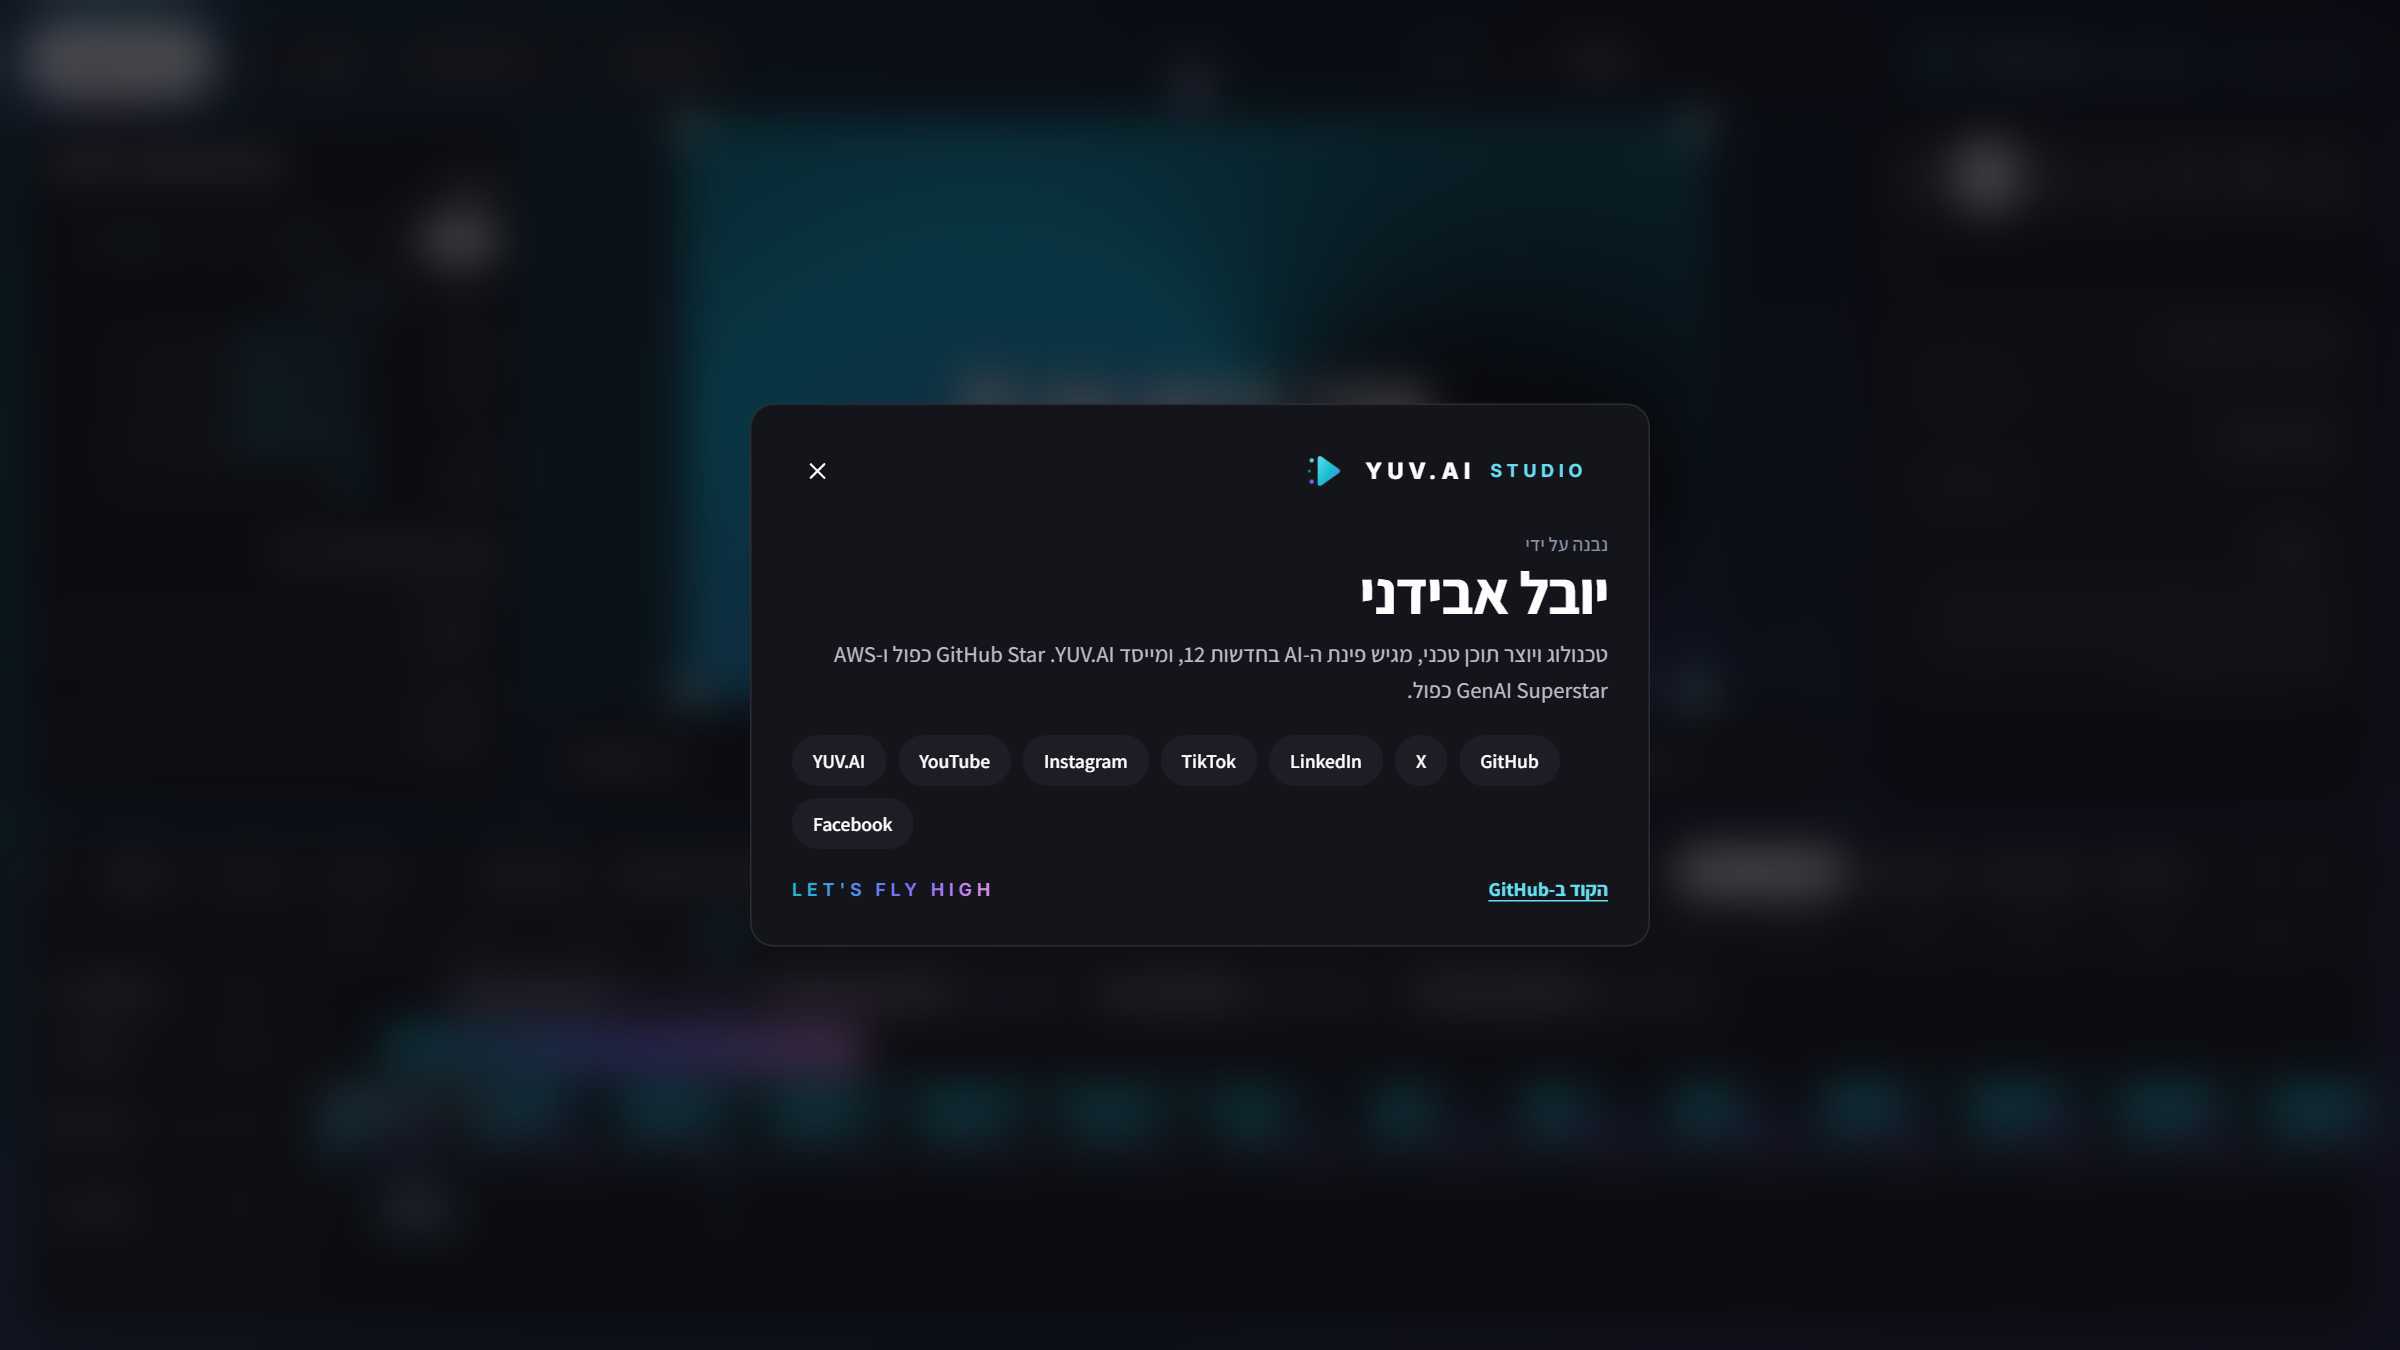 YUV.AI STUDIO
נבנה על ידי
יובל אבידני
טכנולוג ויוצר תוכן טכני, מגיש פינת ה-AI בחדשות 12, ומייסד YUV.AI. GitHub Star כפול ו-AWS
GenAI Superstar כפול.
YUV.AI YouTube Instagram TikTok LinkedIn X GitHub
Facebook
הקוד ב-GitHub
LET'S FLY HIGH